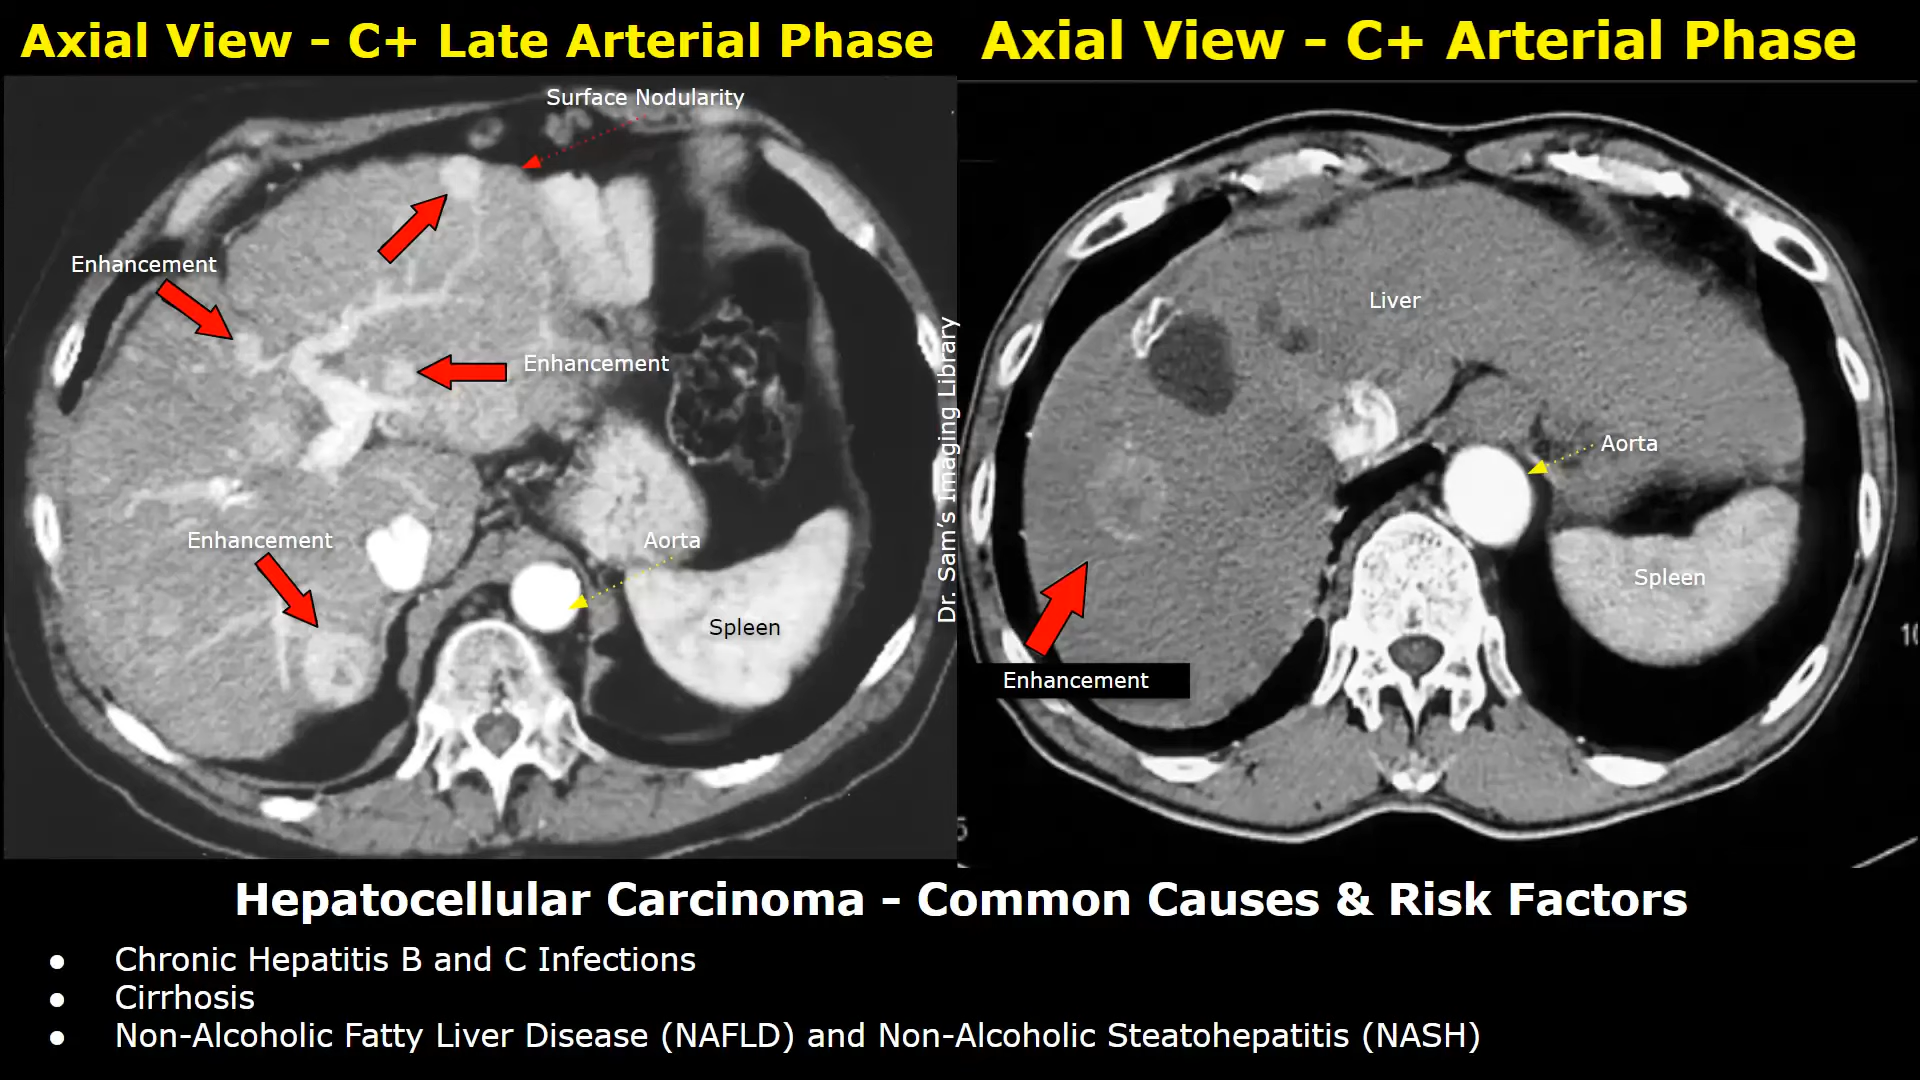 Axial View – C+ Late Arterial Phase
Axial View – C+ Arterial Phase
Surface Nodularity
Enhancement
Enhancement
Enhancement
Aorta
Spleen
Dr. Sam's Imaging Library
Liver
Aorta
Spleen
Enhancement
10
5
Hepatocellular Carcinoma – Common Causes & Risk Factors
● Chronic Hepatitis B and C Infections
● Cirrhosis
● Non-Alcoholic Fatty Liver Disease (NAFLD) and Non-Alcoholic Steatohepatitis (NASH)